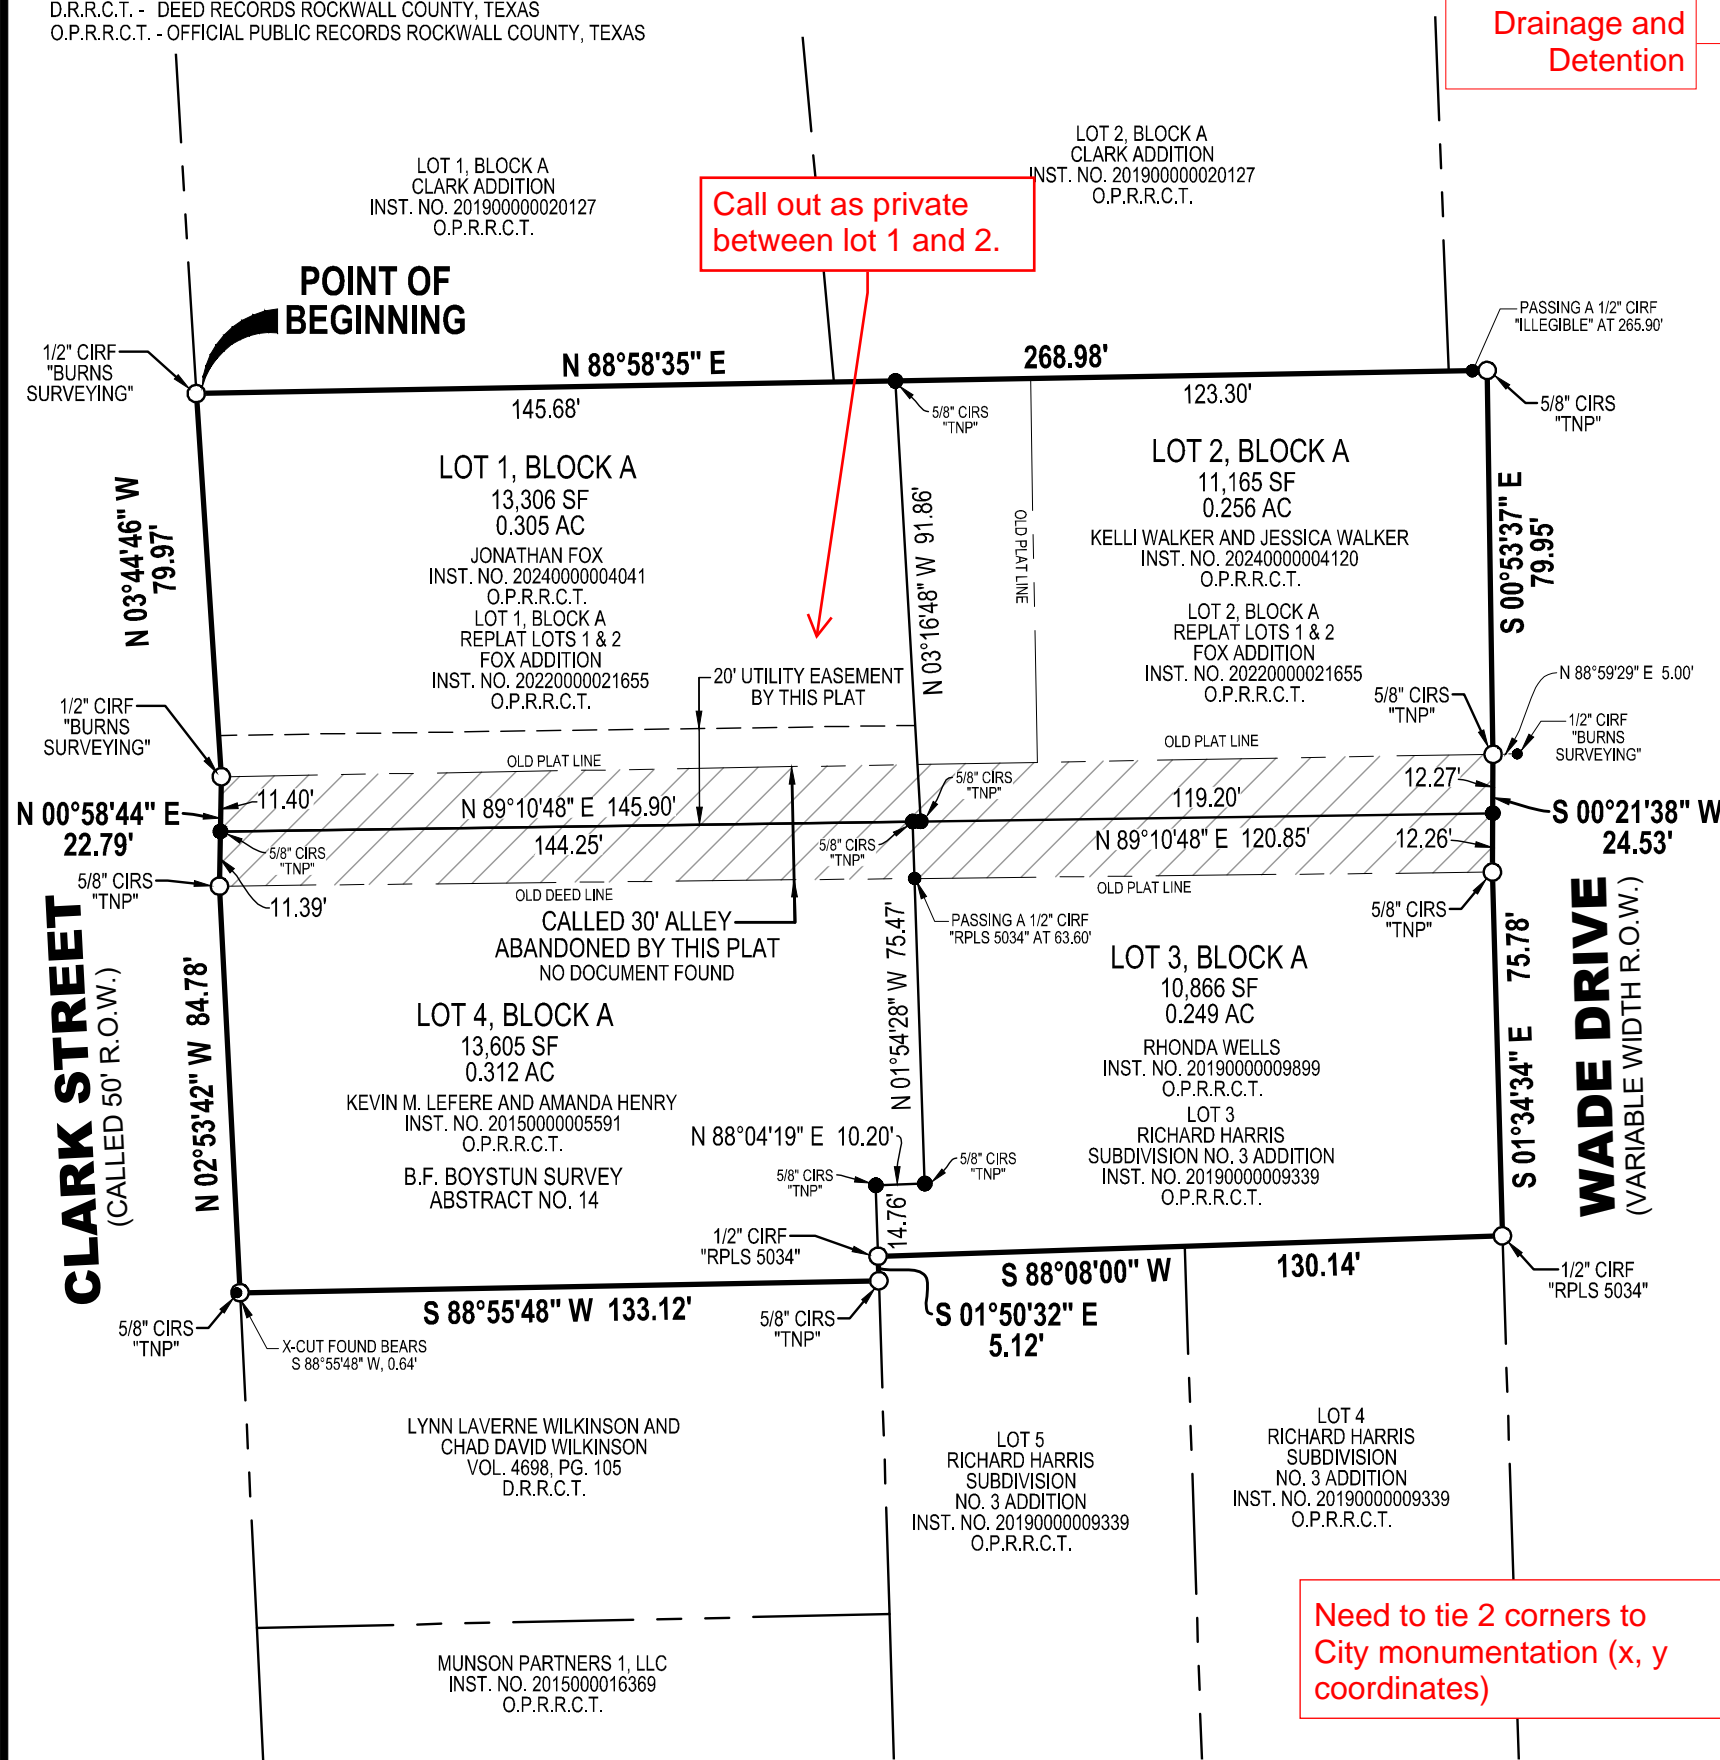 D.R.R.C.T. - DEED RECORDS ROCKWALL COUNTY, TEXAS
O.P.R.R.C.T. - OFFICIAL PUBLIC RECORDS ROCKWALL COUNTY, TEXAS
Drainage and
Detention
LOT 1, BLOCK A
CLARK ADDITION
INST. NO. 201900000020127
O.P.R.R.C.T.
LOT 2, BLOCK A
CLARK ADDITION
INST. NO. 201900000020127
O.P.R.R.C.T.
Call out as private
between lot 1 and 2.
POINT OF
BEGINNING
PASSING A 1/2" CIRF
"ILLEGIBLE" AT 265.90'
1/2" CIRF
"BURNS
SURVEYING"
N 88°58'35" E
268.98'
145.68'
123.30'
5/8" CIRS
"TNP"
5/8" CIRS
"TNP"
N 03°44'46" W
79.97'
LOT 1, BLOCK A
13,306 SF
0.305 AC
JONATHAN FOX
INST. NO. 20240000004041
O.P.R.R.C.T.
LOT 1, BLOCK A
REPLAT LOTS 1 & 2
FOX ADDITION
INST. NO. 20220000021655
O.P.R.R.C.T.
N 03°16'48" W 91.86'
OLD PLAT LINE
LOT 2, BLOCK A
11,165 SF
0.256 AC
KELLI WALKER AND JESSICA WALKER
INST. NO. 20240000004120
O.P.R.R.C.T.
LOT 2, BLOCK A
REPLAT LOTS 1 & 2
FOX ADDITION
INST. NO. 20220000021655
O.P.R.R.C.T.
S 00°53'37" E
79.95'
20' UTILITY EASEMENT
BY THIS PLAT
N 88°59'29" E 5.00'
5/8" CIRS
"TNP"
1/2" CIRF
"BURNS
SURVEYING"
1/2" CIRF
"BURNS
SURVEYING"
OLD PLAT LINE
OLD PLAT LINE
N 00°58'44" E
22.79'
11.40'
N 89°10'48" E 145.90'
5/8" CIRS
"TNP"
119.20'
12.27'
S 00°21'38" W
24.53'
5/8" CIRS
"TNP"
144.25'
5/8" CIRS
"TNP"
N 89°10'48" E 120.85'
12.26'
5/8" CIRS
"TNP"
11.39'
OLD DEED LINE
OLD PLAT LINE
5/8" CIRS
"TNP"
CALLED 30' ALLEY
ABANDONED BY THIS PLAT
NO DOCUMENT FOUND
PASSING A 1/2" CIRF
"RPLS 5034" AT 63.60'
CLARK STREET
(CALLED 50' R.O.W.)
N 02°53'42" W 84.78'
LOT 4, BLOCK A
13,605 SF
0.312 AC
KEVIN M. LEFERE AND AMANDA HENRY
INST. NO. 20150000005591
O.P.R.R.C.T.
B.F. BOYSTUN SURVEY
ABSTRACT NO. 14
N 01°54'28" W 75.47'
LOT 3, BLOCK A
10,866 SF
0.249 AC
RHONDA WELLS
INST. NO. 20190000009899
O.P.R.R.C.T.
LOT 3
RICHARD HARRIS
SUBDIVISION NO. 3 ADDITION
INST. NO. 20190000009339
O.P.R.R.C.T.
S 01°34'34" E 75.78'
WADE DRIVE
(VARIABLE WIDTH R.O.W.)
N 88°04'19" E 10.20'
5/8" CIRS
"TNP"
5/8" CIRS
"TNP"
14.76'
1/2" CIRF
"RPLS 5034"
S 88°08'00" W
130.14'
1/2" CIRF
"RPLS 5034"
S 88°55'48" W 133.12'
5/8" CIRS
"TNP"
S 01°50'32" E
5.12'
5/8" CIRS
"TNP"
X-CUT FOUND BEARS
S 88°55'48" W, 0.64'
LYNN LAVERNE WILKINSON AND
CHAD DAVID WILKINSON
VOL. 4698, PG. 105
D.R.R.C.T.
LOT 5
RICHARD HARRIS
SUBDIVISION
NO. 3 ADDITION
INST. NO. 20190000009339
O.P.R.R.C.T.
LOT 4
RICHARD HARRIS
SUBDIVISION
NO. 3 ADDITION
INST. NO. 20190000009339
O.P.R.R.C.T.
Need to tie 2 corners to
City monumentation (x, y
coordinates)
MUNSON PARTNERS 1, LLC
INST. NO. 2015000016369
O.P.R.R.C.T.